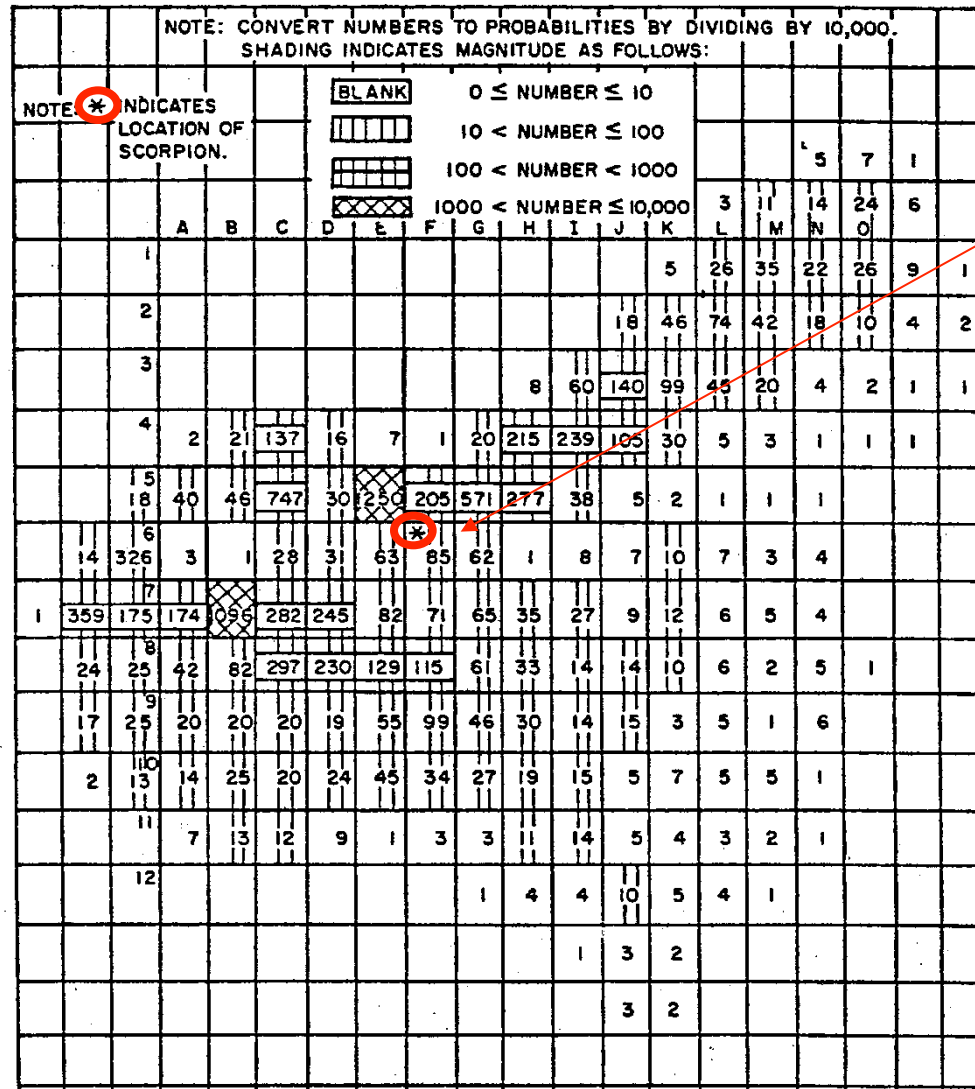 NOTE: CONVERT NUMBERS TO PROBABILITIES BY DIVIDING BY 10,000.
SHADING INDICATES MAGNITUDE AS FOLLOWS:
BLANK 0 ≤ NUMBER ≤ 10
NOTE: * INDICATES
LOCATION OF
SCORPION.
10 < NUMBER ≤ 100
100 < NUMBER < 1000
1000 < NUMBER ≤ 10,000
5 7 1
3 11 14 24 6
A B C D E F G H I J K L M N O
1 5 26 35 22 26 9 1
2 18 46 74 42 18 10 4 2
3 8 60 140 99 45 20 4 2 1 1
4 2 21 137 16 7 1 20 215 239 105 30 5 3 1 1 1
5 18 40 46 747 30 1250 205 571 277 38 5 2 1 1 1
6 *
14 326 3 1 28 31 63 85 62 1 8 7 10 7 3 4
7
1 359 175 174 1096 282 245 82 71 65 35 27 9 12 6 5 4
8
24 25 42 82 297 230 129 115 61 33 14 14 10 6 2 5 1
9
17 25 20 20 20 19 55 99 46 30 14 15 3 5 1 6
10
2 13 14 25 20 24 45 34 27 19 15 5 7 5 5 1
11
7 13 12 9 1 3 3 11 14 5 4 3 2 1
12
1 4 4 10 5 4 1
1 3 2
3 2